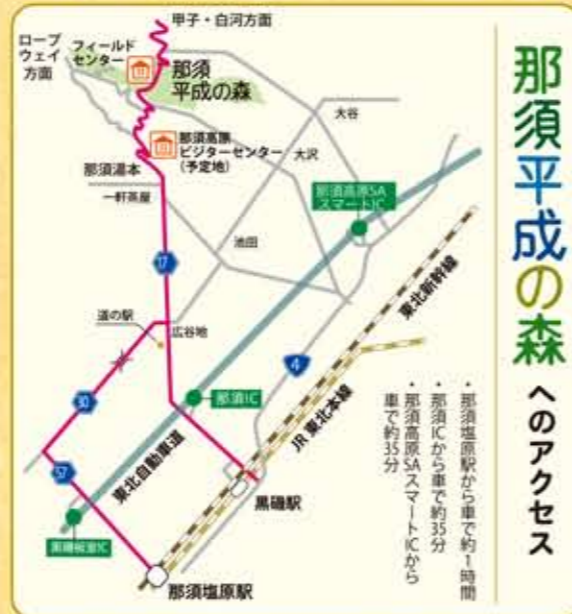 那須平成の森
へのアクセス
・那須塩原駅から車で約1時間
・那須ICから車で約35分
・那須高原SAスマートICから
車で約35分
甲子・白河方面
ロープ
ウェイ
方面
フィールド
センター
那須
平成の森
大谷
那須高原
ビジターセンター
(予定地)
大沢
那須湯本
一軒茶屋
那須高原SA
スマートIC
池田
17
東北新幹線
道の駅
広谷地
4
30
那須IC
JR東北本線
東北自動車道
57
黒磯駅
黒磯板室IC
那須塩原駅